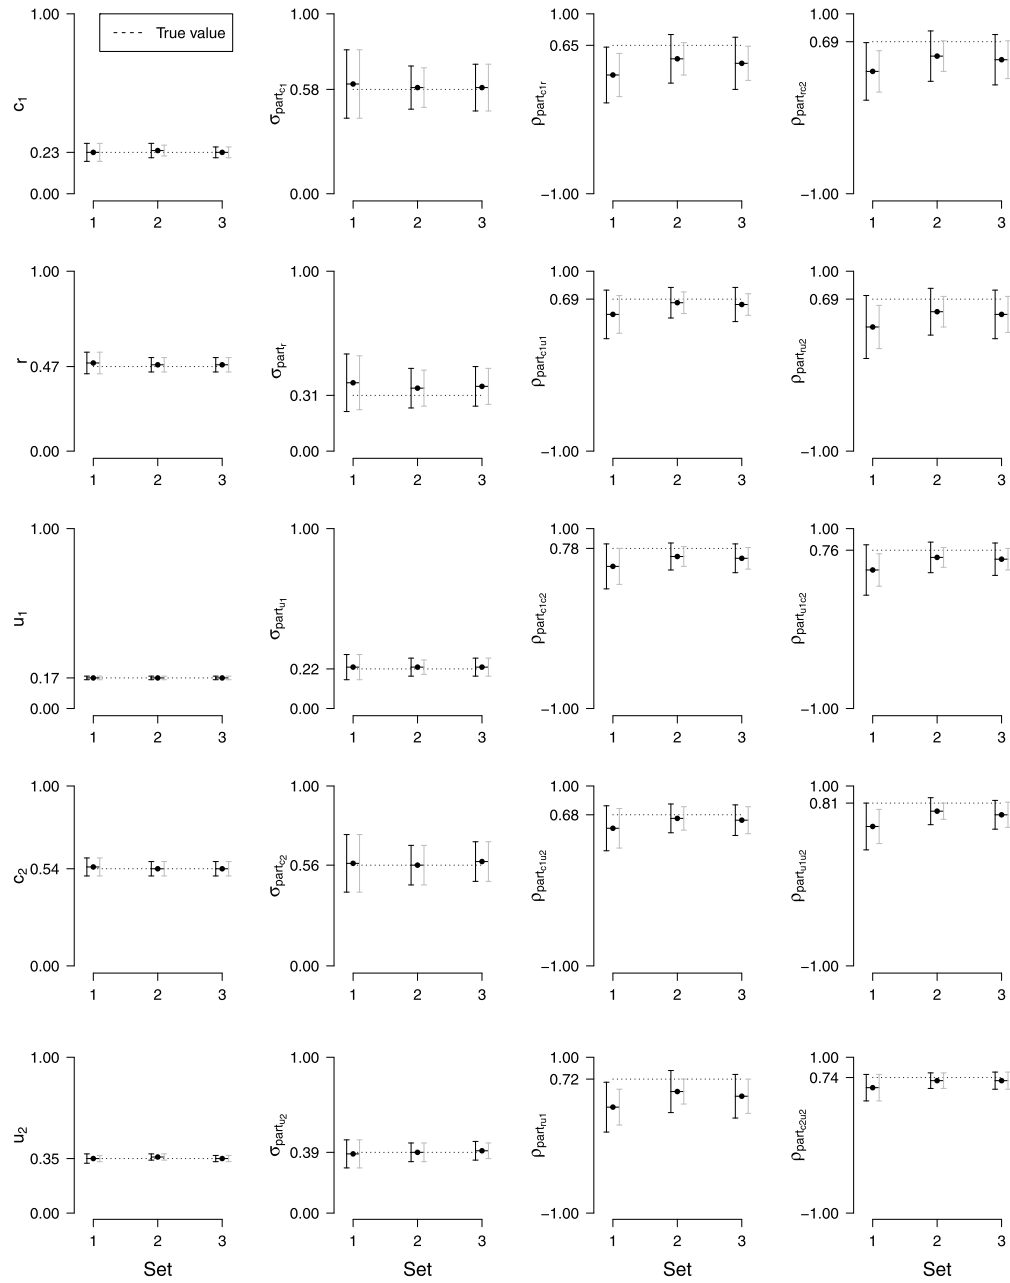 1.00
c1
0.23
0.00
1 2 3
True value
1.00
σpartc1
0.58
0.00
1 2 3
1.00
0.65
ρpartc1r
−1.00
1 2 3
1.00
0.69
ρpartrc2
−1.00
1 2 3
1.00
r
0.47
0.00
1 2 3
1.00
σpartr
0.31
0.00
1 2 3
1.00
0.69
ρpartc1u1
−1.00
1 2 3
1.00
0.69
ρpartru2
−1.00
1 2 3
1.00
u1
0.17
0.00
1 2 3
1.00
σpartu1
0.22
0.00
1 2 3
1.00
0.78
ρpartc1c2
−1.00
1 2 3
1.00
0.76
ρpartu1c2
−1.00
1 2 3
1.00
c2
0.54
0.00
1 2 3
1.00
σpartc2
0.56
0.00
1 2 3
1.00
0.68
ρpartc1u2
−1.00
1 2 3
1.00
0.81
ρpartu1u2
−1.00
1 2 3
1.00
u2
0.35
0.00
1 2 3
Set
1.00
σpartu2
0.39
0.00
1 2 3
Set
1.00
0.72
ρpartru1
−1.00
1 2 3
Set
1.00
0.74
ρpartc2u2
−1.00
1 2 3
Set